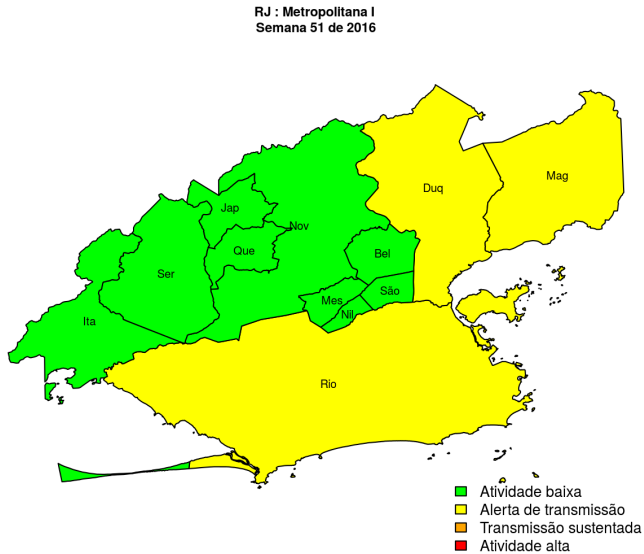 RJ : Metropolitana I
Semana 51 de 2016
Duq
Mag
Jap
Nov
Que
Bel
Ser
São
Mes
Nil
Ita
Rio
Atividade baixa
Alerta de transmissão
Transmissão sustentada
Atividade alta